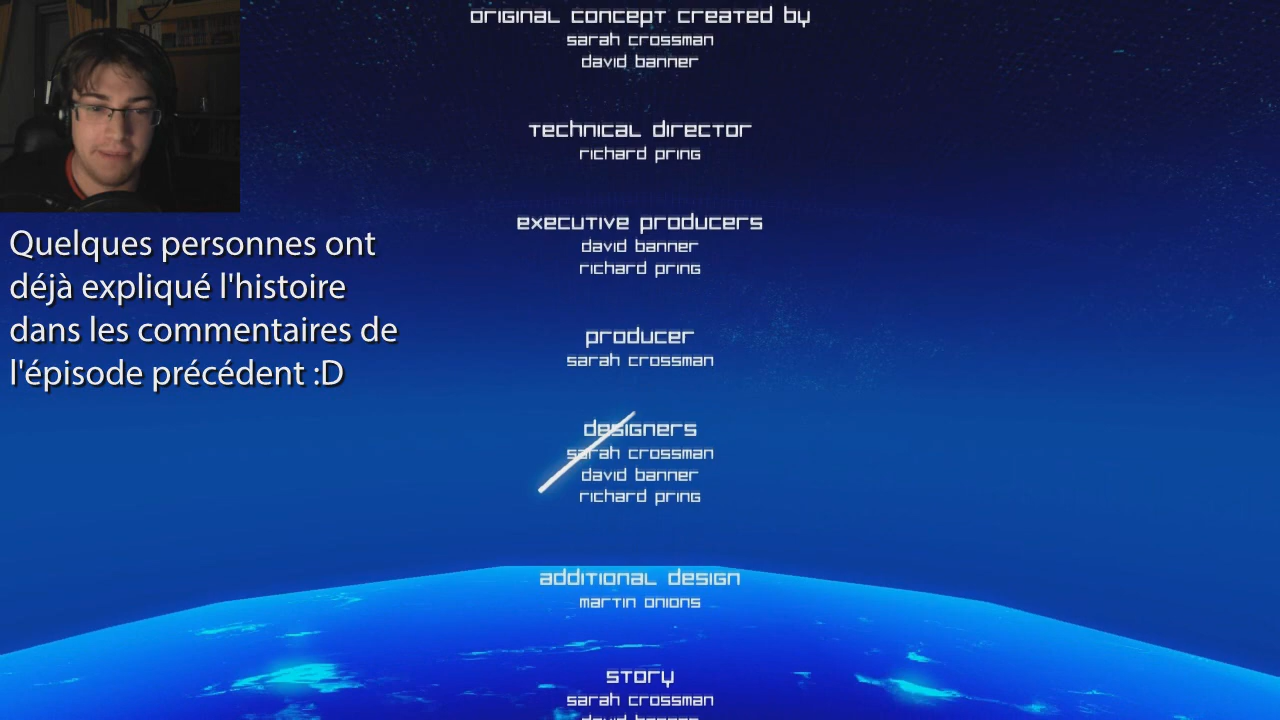 original concept created by
sarah crossman
david banner
technical director
richard pring
executive producers
david banner
richard pring
producer
sarah crossman
designers
sarah crossman
david banner
richard pring
additional design
martin onions
story
sarah crossman
david banner
Quelques personnes ont
déjà expliqué l'histoire
dans les commentaires de
l'épisode précédent :D